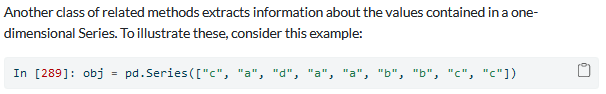 Another class of related methods extracts information about the values contained in a one-
dimensional Series. To illustrate these, consider this example:
In [289]: obj = pd.Series(["c", "a", "d", "a", "a", "b", "b", "c", "c"])